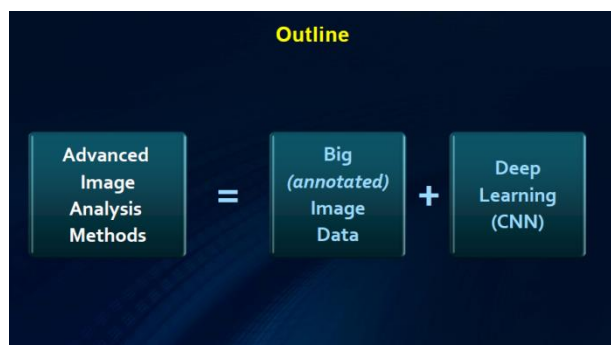 Outline
Advanced
Image
Analysis
Methods
=
Big
(annotated)
Image
Data
+
Deep
Learning
(CNN)